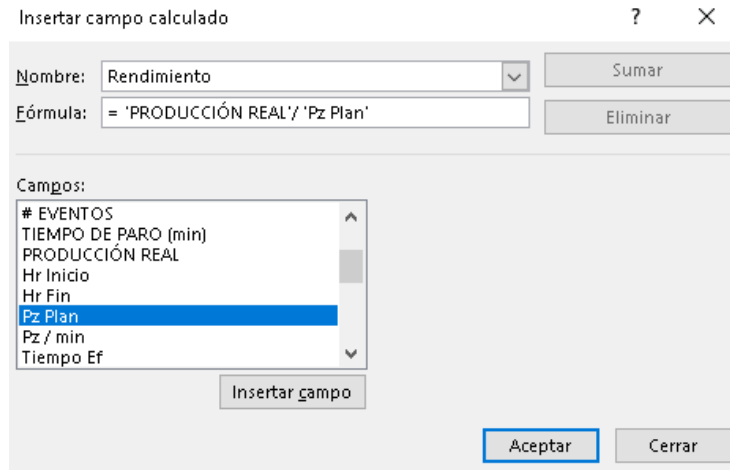 Insertar campo calculado ? X
Nombre: Rendimiento Sumar
Fórmula: = 'PRODUCCIÓN REAL'/ 'Pz Plan' Eliminar
Campos:
# EVENTOS
TIEMPO DE PARO (min)
PRODUCCIÓN REAL
Hr Inicio
Hr Fin
Pz Plan
Pz / min
Tiempo Ef
Insertar campo
Aceptar Cerrar